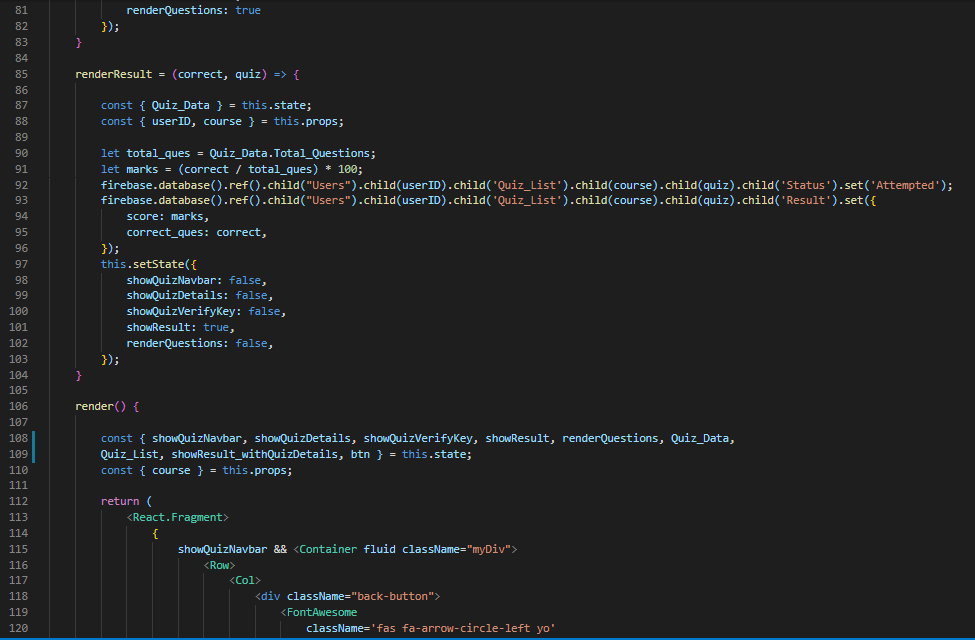 81 renderQuestions: true
82 });
83 }
84
85 renderResult = (correct, quiz) => {
86
87 const { Quiz_Data } = this.state;
88 const { userID, course } = this.props;
89
90 let total_ques = Quiz_Data.Total_Questions;
91 let marks = (correct / total_ques) * 100;
92 firebase.database().ref().child("Users").child(userID).child('Quiz_List').child(course).child(quiz).child('Status').set('Attempted');
93 firebase.database().ref().child("Users").child(userID).child('Quiz_List').child(course).child(quiz).child('Result').set({
94 score: marks,
95 correct_ques: correct,
96 });
97 this.setState({
98 showQuizNavbar: false,
99 showQuizDetails: false,
100 showQuizVerifyKey: false,
101 showResult: true,
102 renderQuestions: false,
103 });
104 }
105
106 render() {
107
108 const { showQuizNavbar, showQuizDetails, showQuizVerifyKey, showResult, renderQuestions, Quiz_Data,
109 Quiz_List, showResult_withQuizDetails, btn } = this.state;
110 const { course } = this.props;
111
112 return (
113 <React.Fragment>
114 {
115 showQuizNavbar && <Container fluid className="myDiv">
116 <Row>
117 <Col>
118 <div className="back-button">
119 <FontAwesome
120 className='fas fa-arrow-circle-left yo'